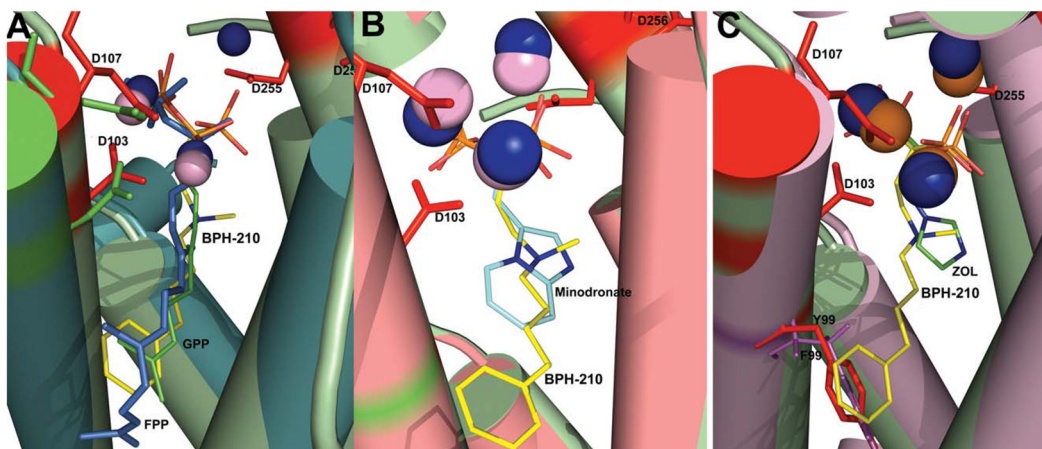 A
D107
D255
D103
BPH-210
GPP
FPP
B
D256
D25
D107
D103
Minodronate
BPH-210
C
D107
D255
D103
ZOL
BPH-210
Y99
F99